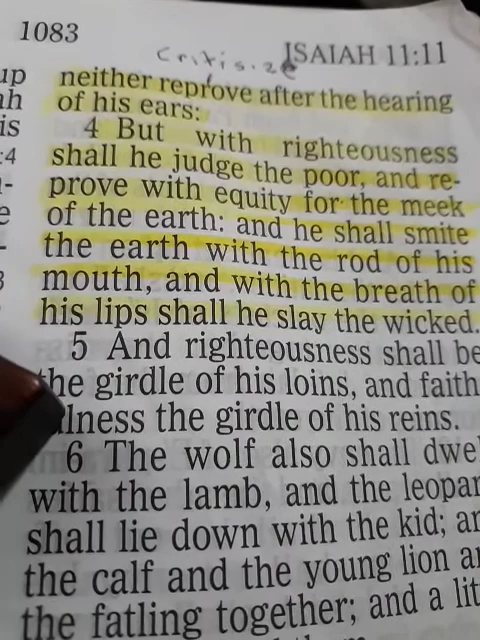 1083
Critisize
ISAIAH 11:11
neither reprove after the hearing
of his ears:
4 But with righteousness
shall he judge the poor, and re-
prove with equity for the meek
of the earth: and he shall smite
the earth with the rod of his
mouth, and with the breath of
his lips shall he slay the wicked.
5 And righteousness shall be
the girdle of his loins, and faith
lness the girdle of his reins.
6 The wolf also shall dwe
with the lamb, and the leopar
shall lie down with the kid; an
the calf and the young lion a
the fatling together; and a lit